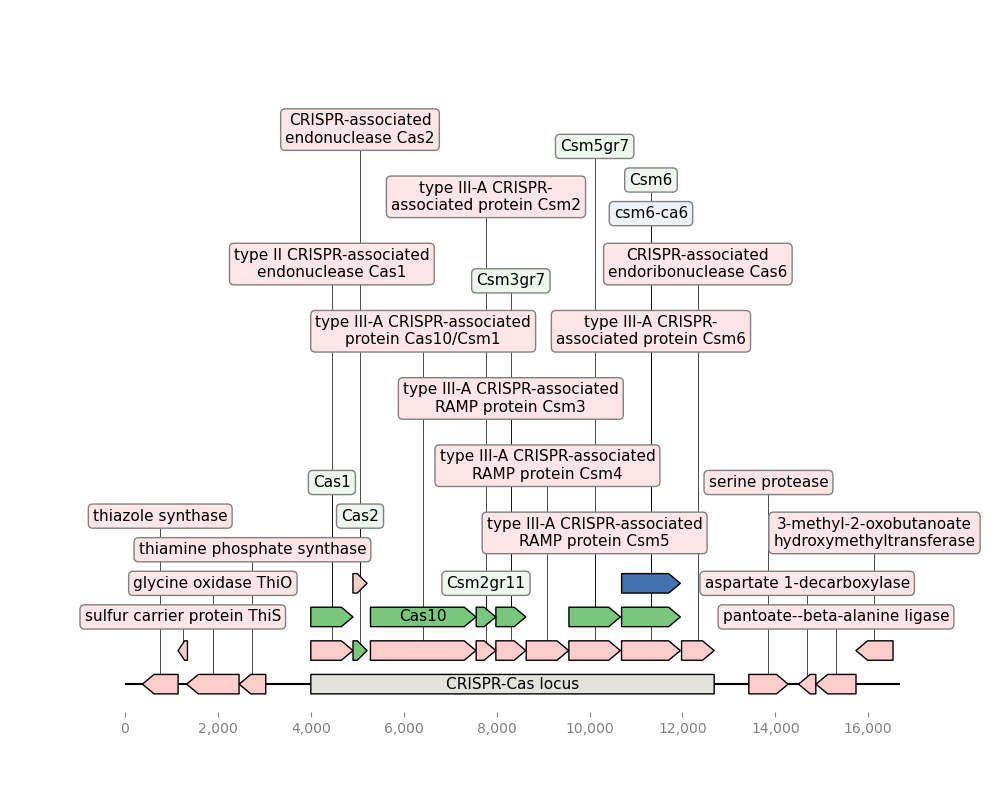 CRISPR-associated
endonuclease Cas2
Csm5gr7
Csm6
type III-A CRISPR-
associated protein Csm2
csm6-ca6
type II CRISPR-associated
endonuclease Cas1
CRISPR-associated
endoribonuclease Cas6
Csm3gr7
type III-A CRISPR-associated
protein Cas10/Csm1
type III-A CRISPR-
associated protein Csm6
type III-A CRISPR-associated
RAMP protein Csm3
type III-A CRISPR-associated
RAMP protein Csm4
Cas1
serine protease
thiazole synthase
Cas2
type III-A CRISPR-associated
RAMP protein Csm5
3-methyl-2-oxobutanoate
hydroxymethyltransferase
thiamine phosphate synthase
glycine oxidase ThiO
Csm2gr11
aspartate 1-decarboxylase
sulfur carrier protein ThiS
Cas10
pantoate--beta-alanine ligase
CRISPR-Cas locus
0
2,000
4,000
6,000
8,000
10,000
12,000
14,000
16,000